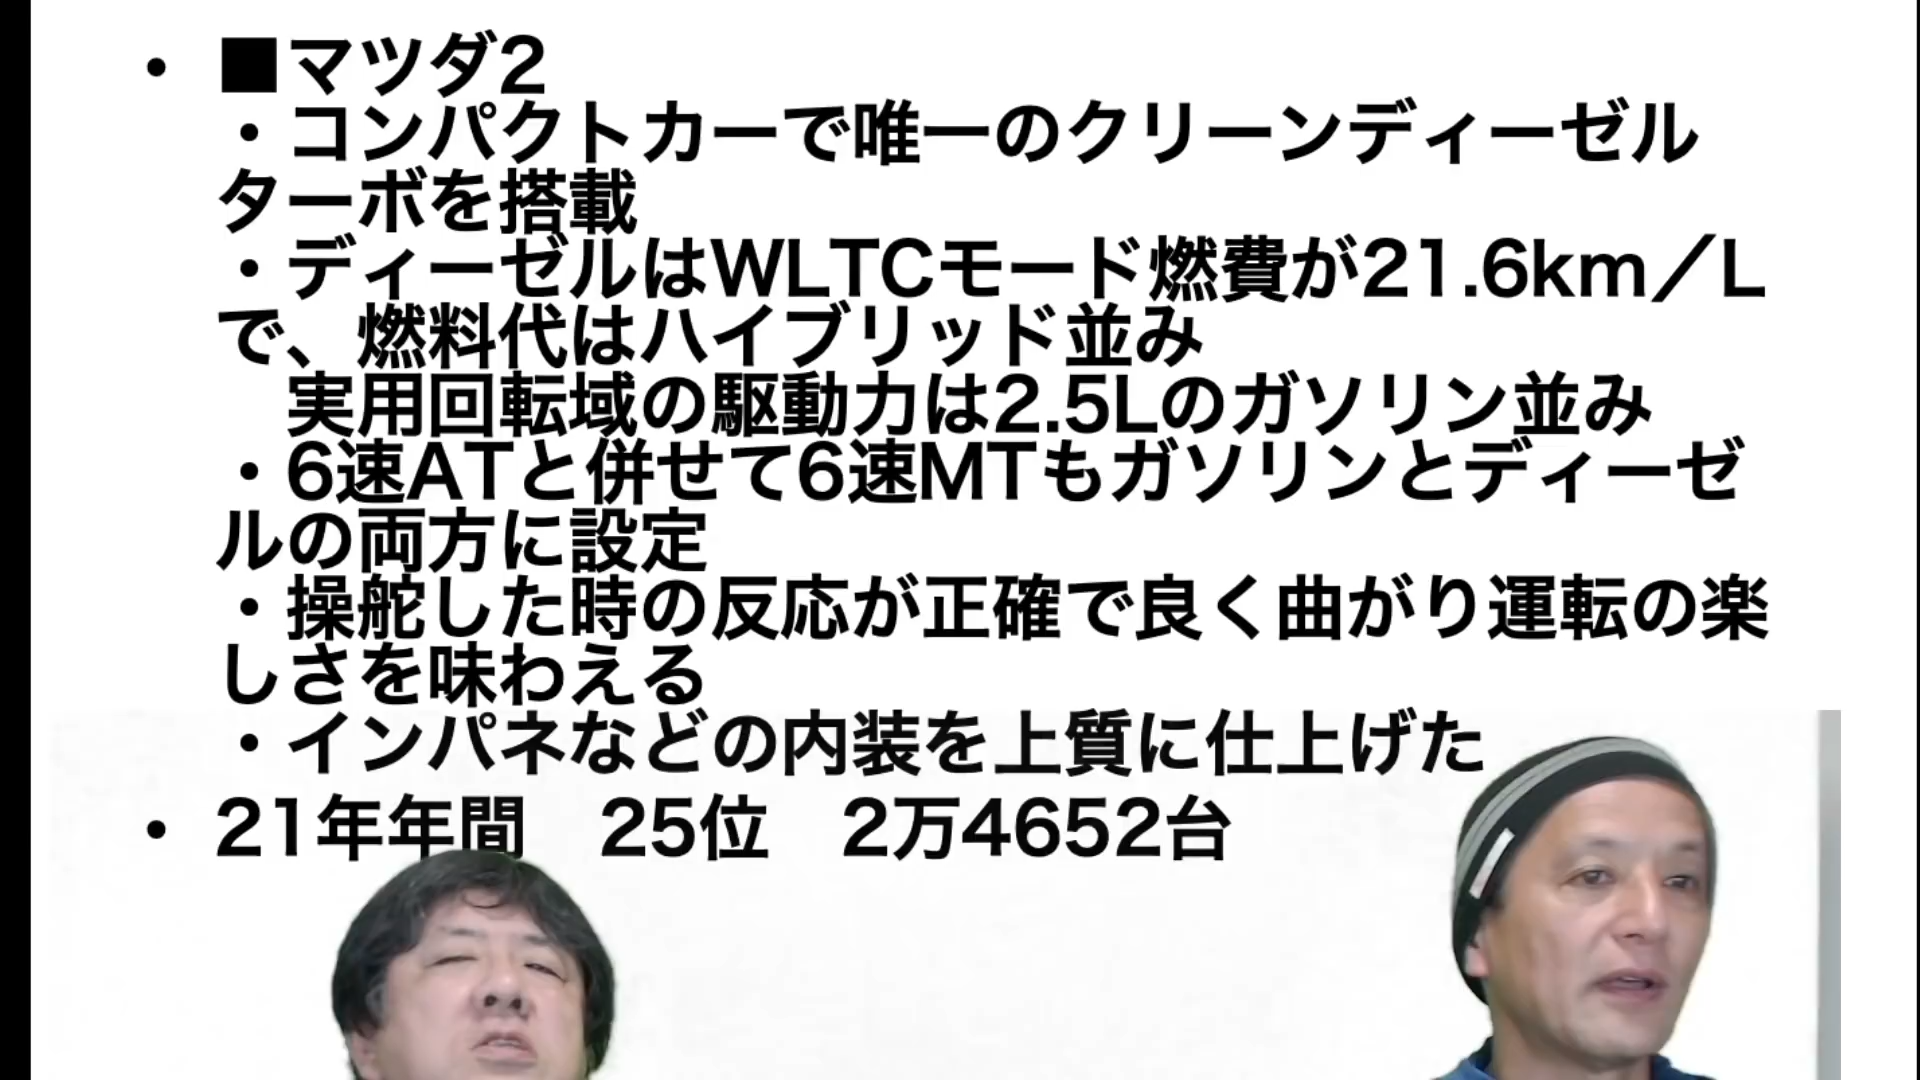 • ■マツダ2
・コンパクトカーで唯一のクリーンディーゼル
ターボを搭載
・ディーゼルはWLTCモード燃費が21.6km／L
で、燃料代はハイブリッド並み
　実用回転域の駆動力は2.5Lのガソリン並み
・6速ATと併せて6速MTもガソリンとディーゼ
ルの両方に設定
・操舵した時の反応が正確で良く曲がり運転の楽
しさを味わえる
・インパネなどの内装を上質に仕上げた
• 21年年間　25位　2万4652台